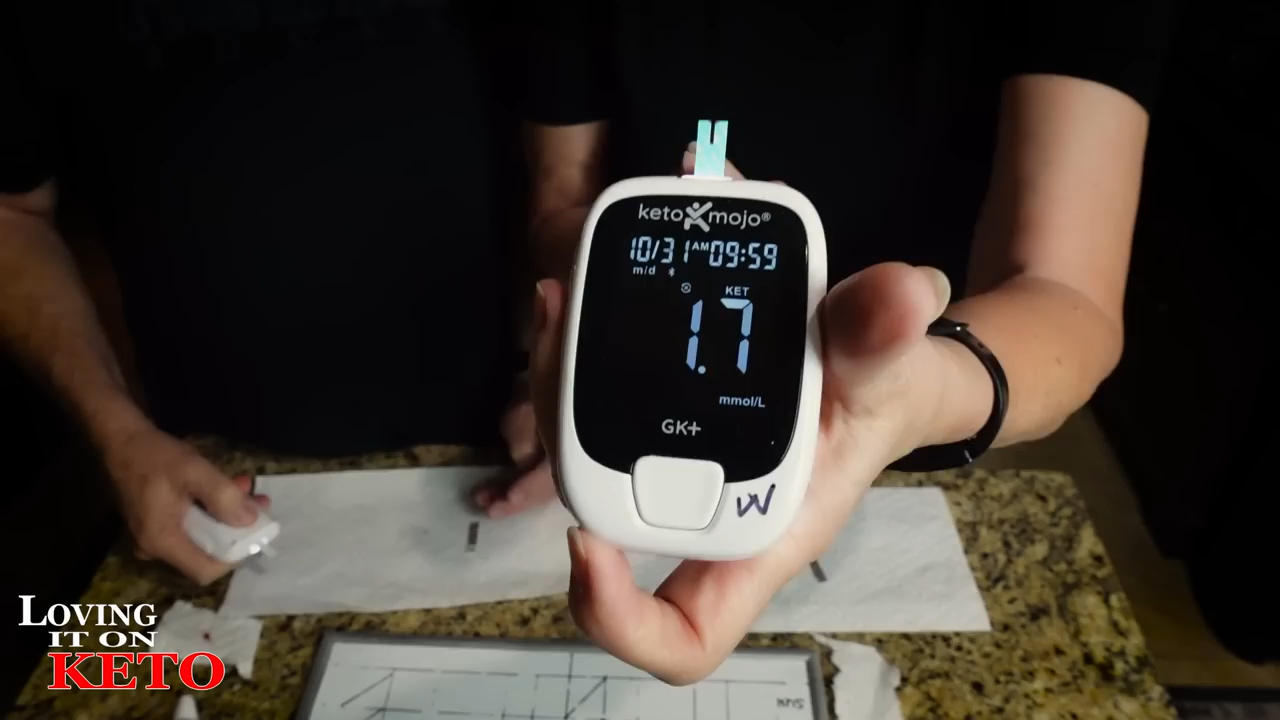 keto mojo®
10/31 AM 09:59
m/d
KET
1.7
mmol/L
GK+
W
LOVING
IT ON
KETO